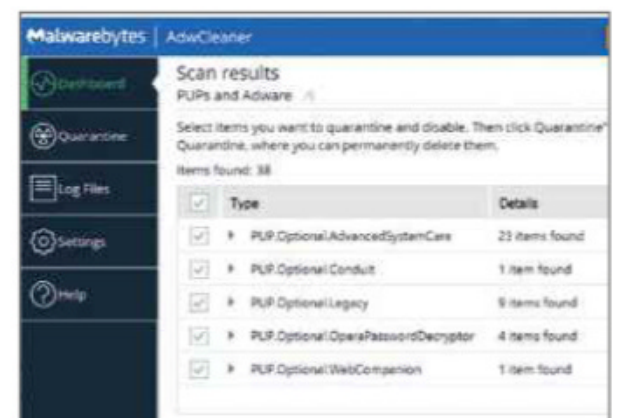 Malwarebytes | AdwCleaner
Dashboard
Quarantine
Log Files
Settings
Help
Scan results
PUPs and Adware
Select items you want to quarantine and disable. Then click Quarantine"
Quarantine, where you can permanently delete them.
Items found: 38
Type Details
PUP.Optional.AdvancedSystemCare 23 items found
PUP.Optional.Conduit 1 item found
PUP.Optional.Legacy 9 items found
PUP.Optional.OperaPasswordDecryptor 4 items found
PUP.Optional.WebCompanion 1 item found